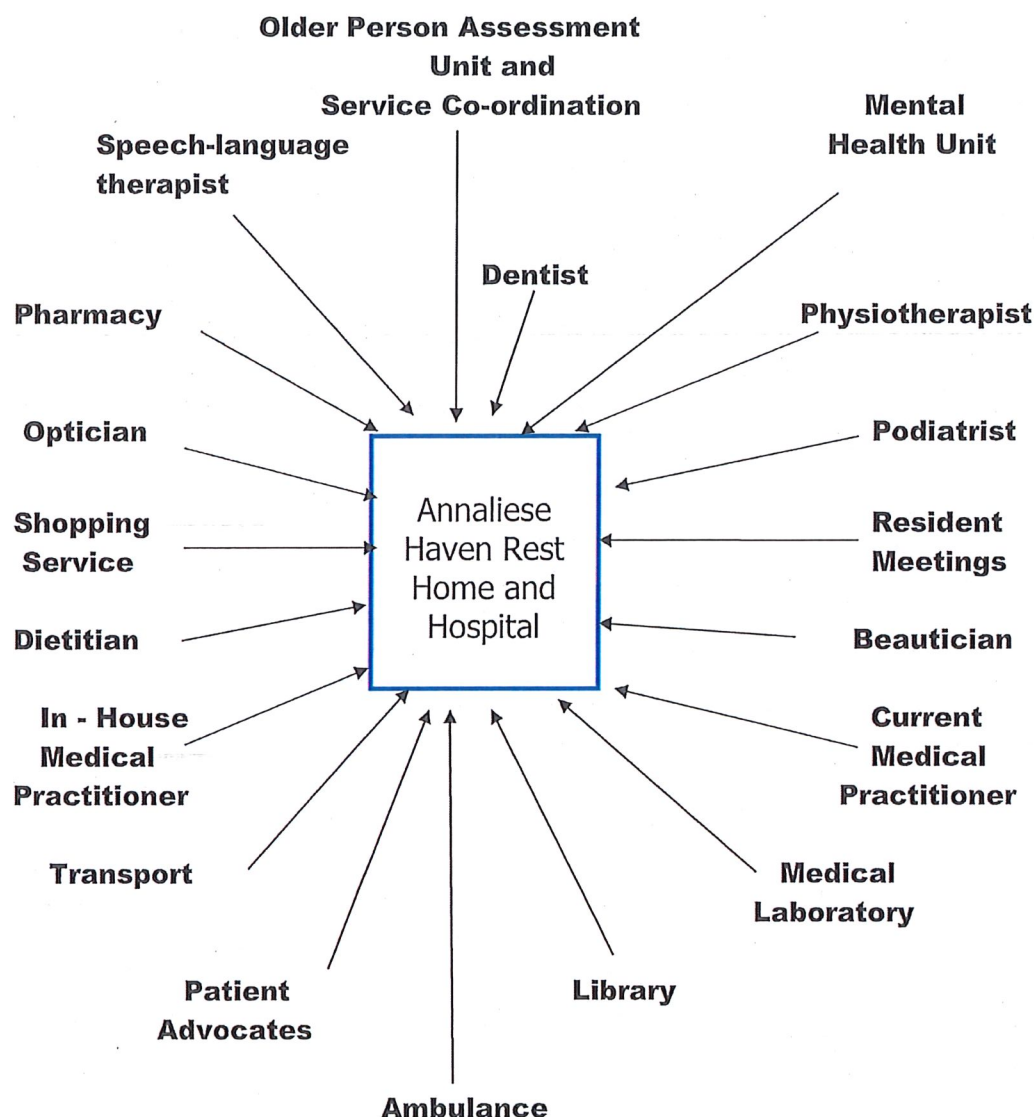 Older Person Assessment
Unit and
Service Co-ordination
Mental
Health Unit
Speech-language
therapist
Dentist
Pharmacy
Physiotherapist
Optician
Podiatrist
Shopping
Service
Annaliese
Haven Rest
Home and
Hospital
Resident
Meetings
Dietitian
Beautician
In - House
Medical
Practitioner
Current
Medical
Practitioner
Transport
Medical
Laboratory
Patient
Advocates
Library
Ambulance